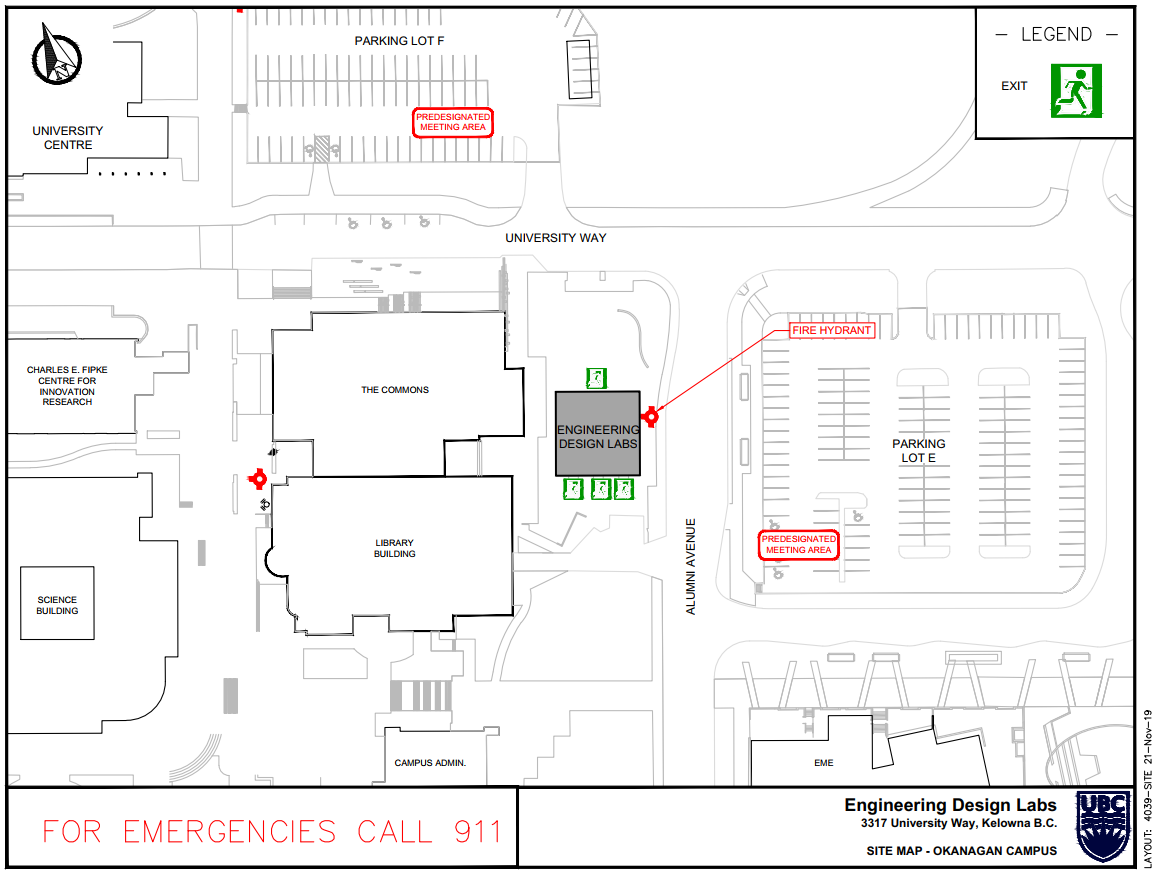 PARKING LOT F
— LEGEND —
EXIT
N
PREDESIGNATED
MEETING AREA
UNIVERSITY
CENTRE
UNIVERSITY WAY
FIRE HYDRANT
CHARLES E. FIPKE
CENTRE FOR
INNOVATION
RESEARCH
THE COMMONS
ENGINEERING
DESIGN LABS
PARKING
LOT E
PREDESIGNATED
MEETING AREA
LIBRARY
BUILDING
ALUMNI AVENUE
SCIENCE
BUILDING
CAMPUS ADMIN.
EME
FOR EMERGENCIES CALL 911
Engineering Design Labs
3317 University Way, Kelowna B.C.
SITE MAP - OKANAGAN CAMPUS
UBC
LAYOUT: 4039-SITE 21-Nov-19